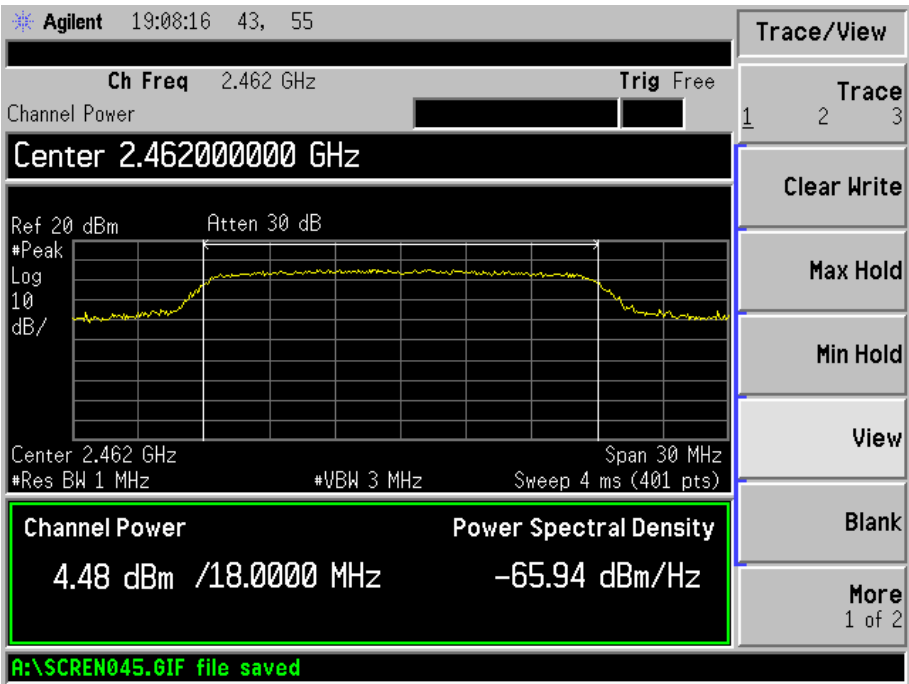 Agilent 19:08:16 43, 55
Trace/View
Ch Freq 2.462 GHz Trig Free
Channel Power
Trace
1 2 3
Center 2.462000000 GHz
Clear Write
Ref 20 dBm Atten 30 dB
#Peak
Log
10
dB/
Max Hold
Min Hold
View
Center 2.462 GHz Span 30 MHz
#Res BW 1 MHz #VBW 3 MHz Sweep 4 ms (401 pts)
Channel Power Power Spectral Density
Blank
4.48 dBm /18.0000 MHz -65.94 dBm/Hz
More
1 of 2
A:\SCREN045.GIF file saved